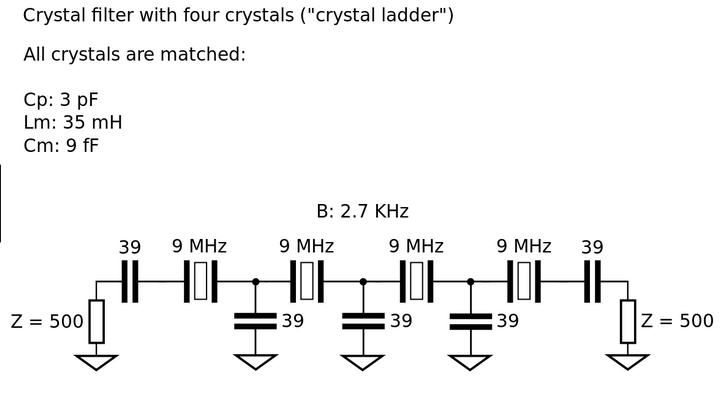 Crystal filter with four crystals ("crystal ladder")
All crystals are matched:
Cp: 3 pF
Lm: 35 mH
Cm: 9 fF
B: 2.7 KHz
39 9 MHz 9 MHz 9 MHz 9 MHz 39
Z = 500 39 39 39 Z = 500